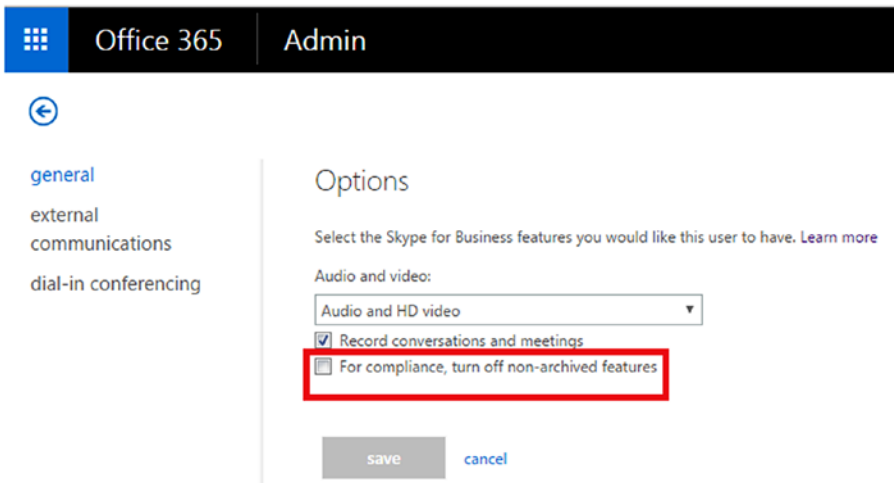 Office 365 Admin
general
external
communications
dial-in conferencing
Options
Select the Skype for Business features you would like this user to have. Learn more
Audio and video:
Audio and HD video
Record conversations and meetings
For compliance, turn off non-archived features
save cancel